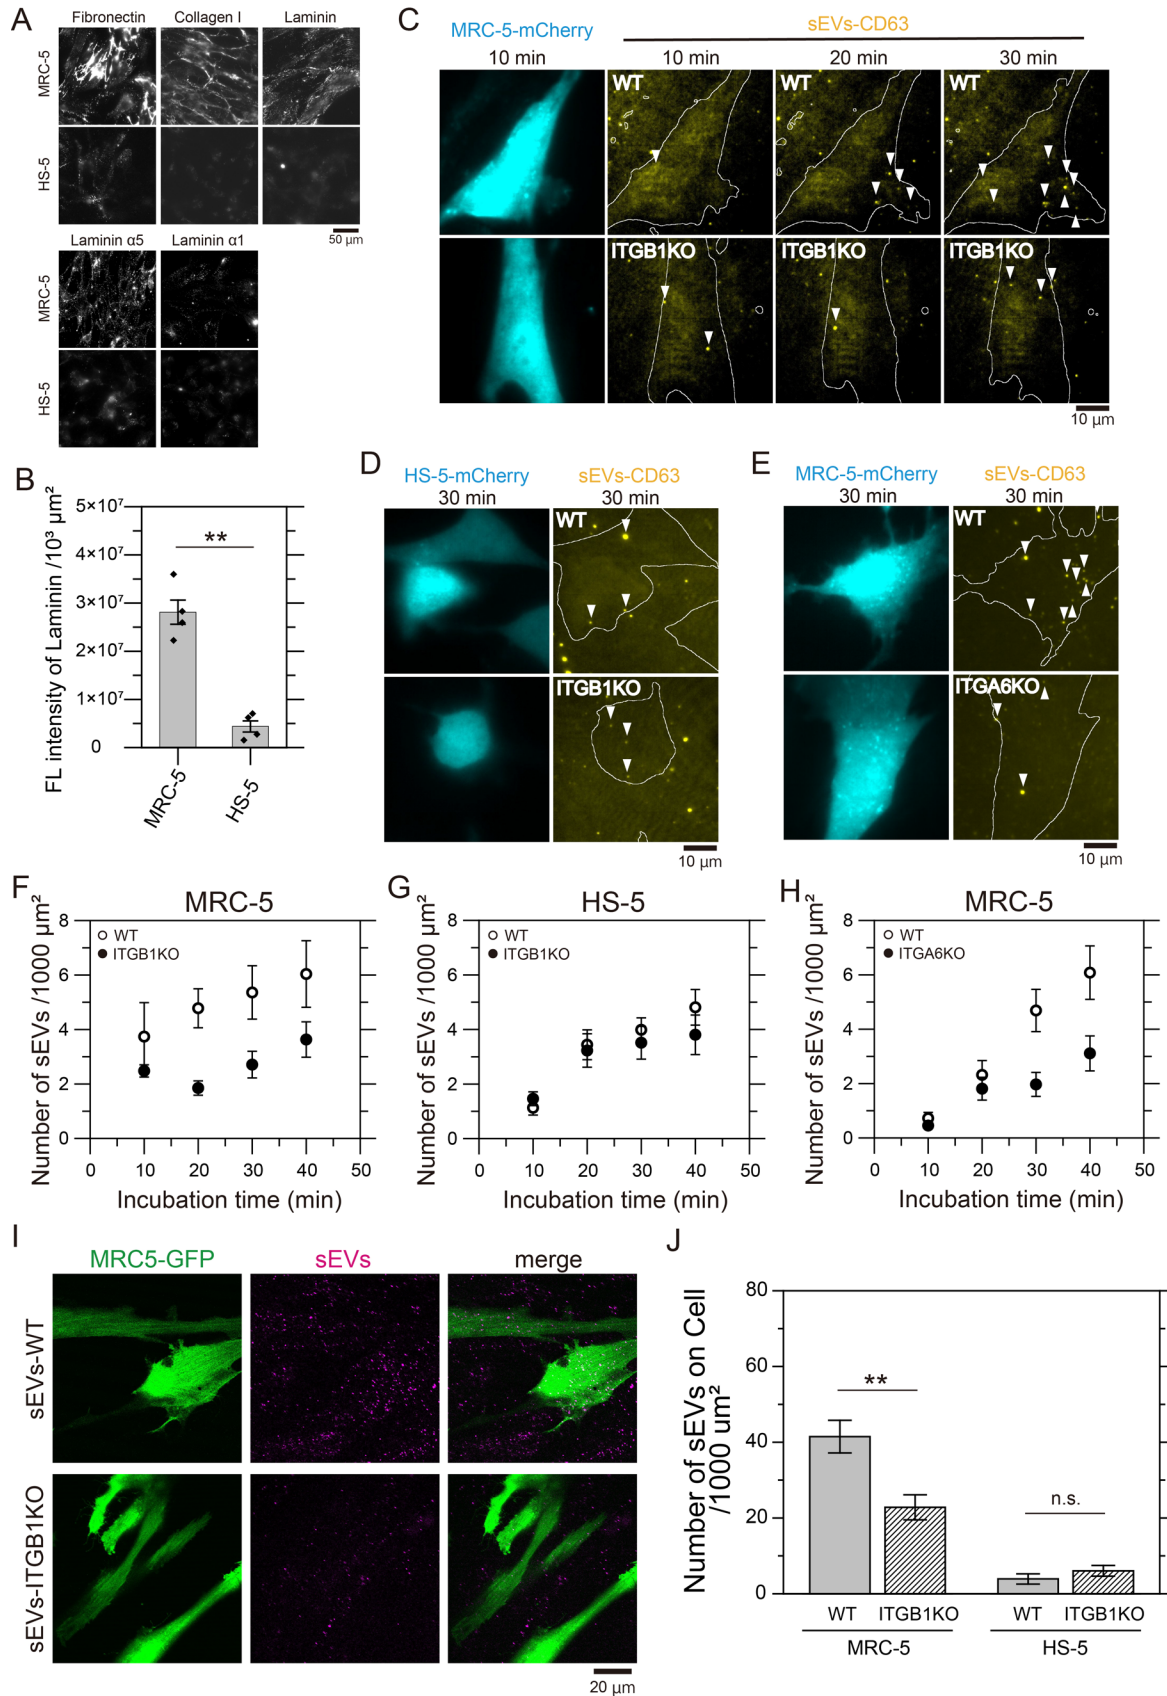 A
Fibronectin Collagen I Laminin
MRC-5
HS-5
50 µm
Laminin α5 Laminin α1
MRC-5
HS-5
B
FL intensity of Laminin /10³ µm²
5×10⁷
4×10⁷
3×10⁷
2×10⁷
1×10⁷
0
**
MRC-5 HS-5
C
MRC-5-mCherry sEVs-CD63
10 min 10 min 20 min 30 min
WT WT WT
ITGB1KO ITGB1KO ITGB1KO
10 µm
D
HS-5-mCherry sEVs-CD63
30 min 30 min
WT
ITGB1KO
10 µm
E
MRC-5-mCherry sEVs-CD63
30 min 30 min
WT
ITGA6KO
10 µm
F
MRC-5
Number of sEVs /1000 µm²
8
6
4
2
0
WT
ITGB1KO
0 10 20 30 40 50
Incubation time (min)
G
HS-5
Number of sEVs /1000 µm²
8
6
4
2
0
WT
ITGB1KO
0 10 20 30 40 50
Incubation time (min)
H
MRC-5
Number of sEVs /1000 µm²
8
6
4
2
0
WT
ITGA6KO
0 10 20 30 40 50
Incubation time (min)
I
MRC5-GFP sEVs merge
sEVs-WT
sEVs-ITGB1KO
20 µm
J
Number of sEVs on Cell
/1000 um²
80
60
40
20
0
**
n.s.
WT ITGB1KO WT ITGB1KO
MRC-5 HS-5